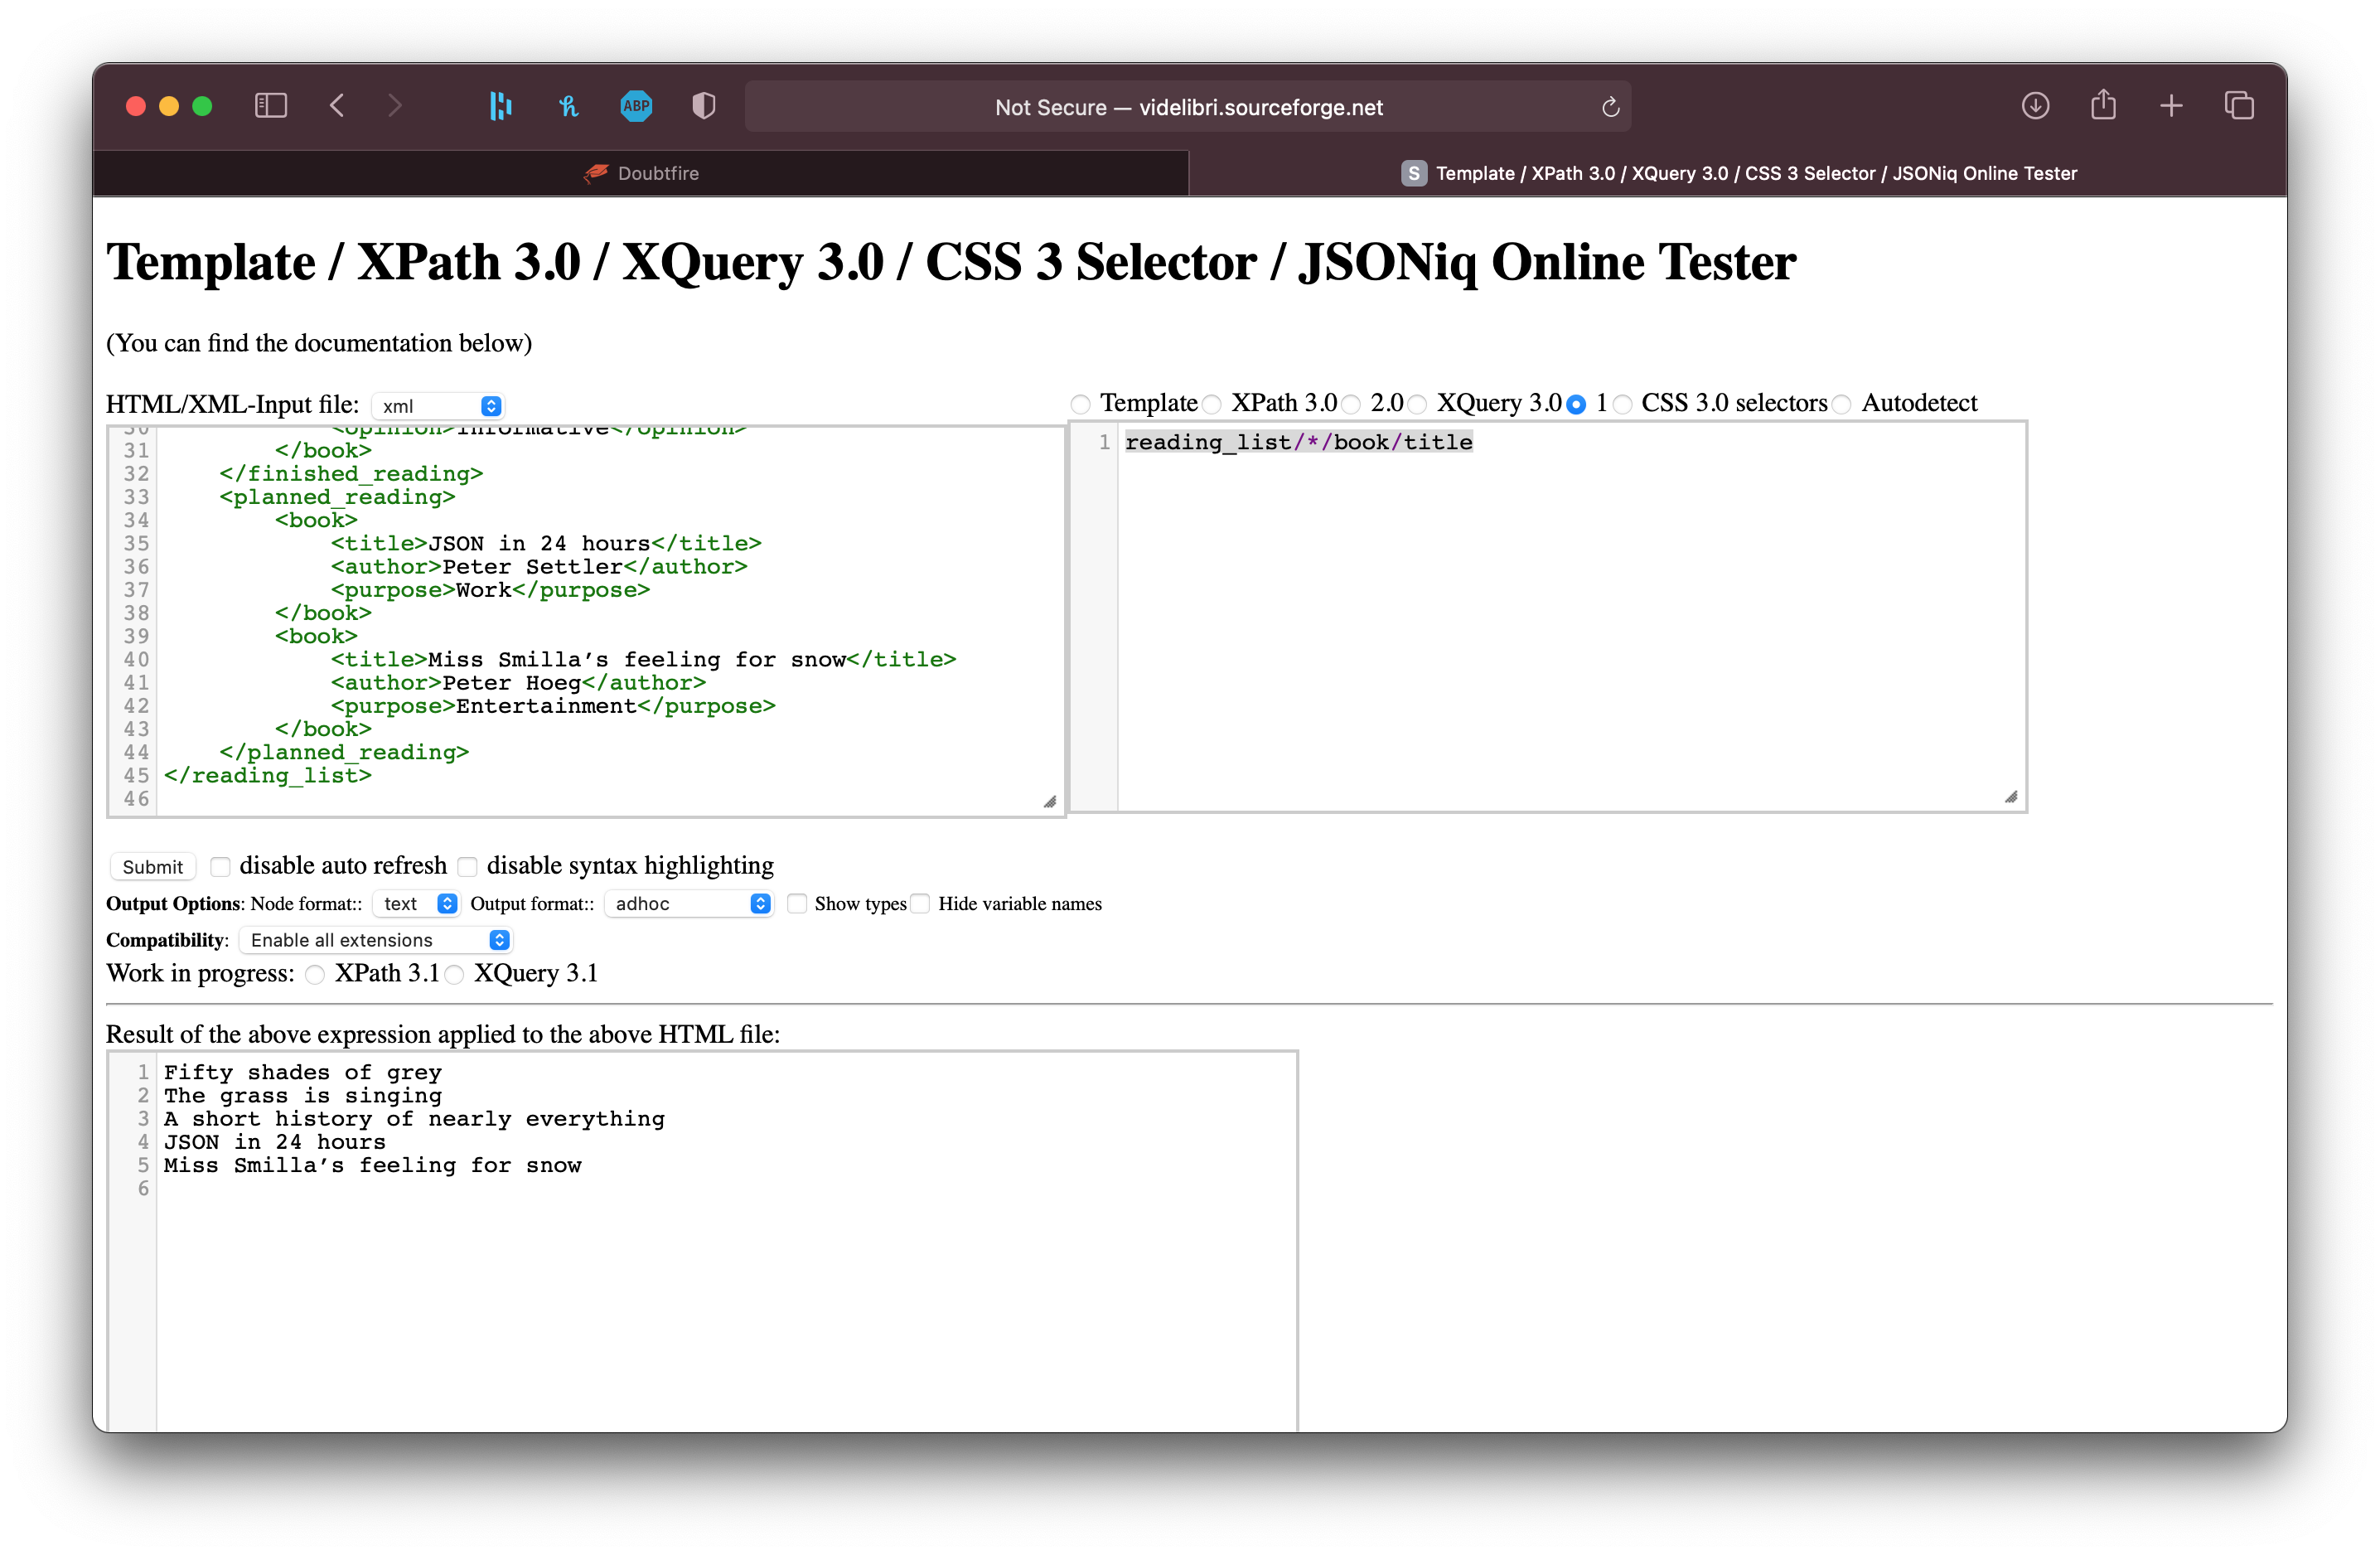 Not Secure — videlibri.sourceforge.net
ABP
Doubtfire
S Template / XPath 3.0 / XQuery 3.0 / CSS 3 Selector / JSONiq Online Tester
Template / XPath 3.0 / XQuery 3.0 / CSS 3 Selector / JSONiq Online Tester
(You can find the documentation below)
HTML/XML-Input file: xml
Template XPath 3.0 2.0 XQuery 3.0 1 CSS 3.0 selectors Autodetect
30 <opinion>informative</opinion>
31 </book>
32 </finished_reading>
33 <planned_reading>
34 <book>
35 <title>JSON in 24 hours</title>
36 <author>Peter Settler</author>
37 <purpose>Work</purpose>
38 </book>
39 <book>
40 <title>Miss Smilla’s feeling for snow</title>
41 <author>Peter Hoeg</author>
42 <purpose>Entertainment</purpose>
43 </book>
44 </planned_reading>
45 </reading_list>
46
1 reading_list/*/book/title
Submit disable auto refresh disable syntax highlighting
Output Options: Node format:: text Output format:: adhoc Show types Hide variable names
Compatibility: Enable all extensions
Work in progress: XPath 3.1 XQuery 3.1
Result of the above expression applied to the above HTML file:
1 Fifty shades of grey
2 The grass is singing
3 A short history of nearly everything
4 JSON in 24 hours
5 Miss Smilla’s feeling for snow
6